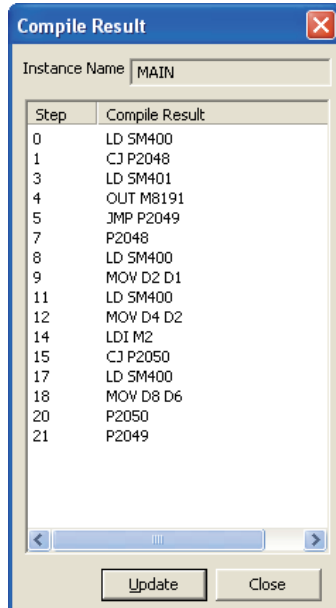 Compile Result
Instance Name MAIN
Step Compile Result
0 LD SM400
1 CJ P2048
3 LD SM401
4 OUT M8191
5 JMP P2049
7 P2048
8 LD SM400
9 MOV D2 D1
11 LD SM400
12 MOV D4 D2
14 LDI M2
15 CJ P2050
17 LD SM400
18 MOV D8 D6
20 P2050
21 P2049
Update Close